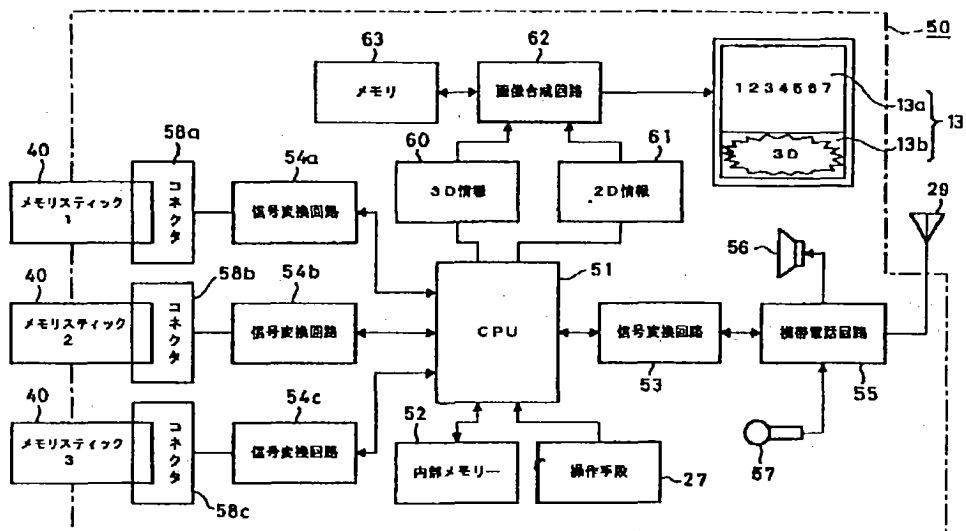 50
63
62
メモリ
画像合成回路
1234567
13a
13
13b
3D
58a
60
61
40
54a
3D情報
2D情報
29
メモリスティック
1
コネクタ
信号変換回路
56
58b
51
40
54b
メモリスティック
2
コネクタ
信号変換回路
CPU
信号変換回路
携帯電話回路
53
55
40
54c
メモリスティック
3
コネクタ
信号変換回路
52
内部メモリー
操作手段
27
57
58c